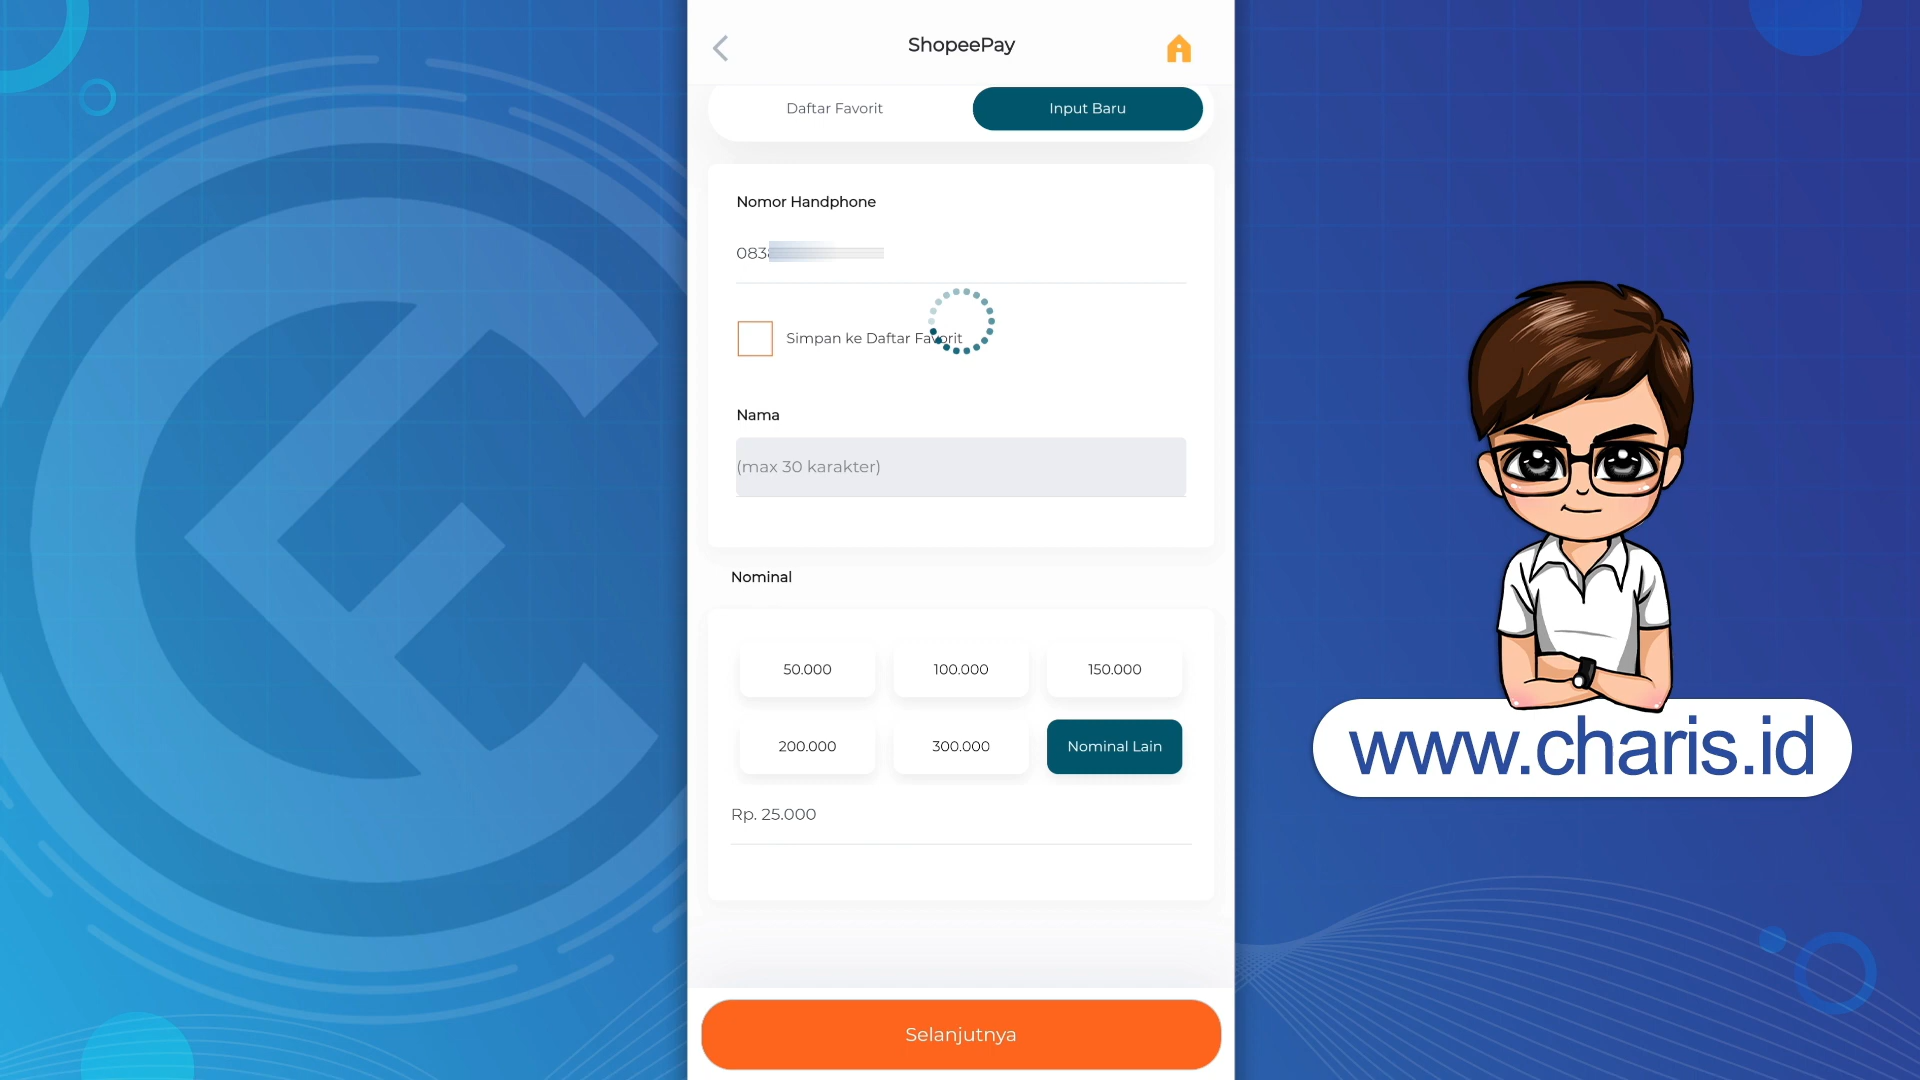 ShopeePay
Daftar Favorit
Input Baru
Nomor Handphone
083
Simpan ke Daftar Favorit
Nama
(max 30 karakter)
Nominal
50.000
100.000
150.000
200.000
300.000
Nominal Lain
Rp. 25.000
Selanjutnya
www.charis.id